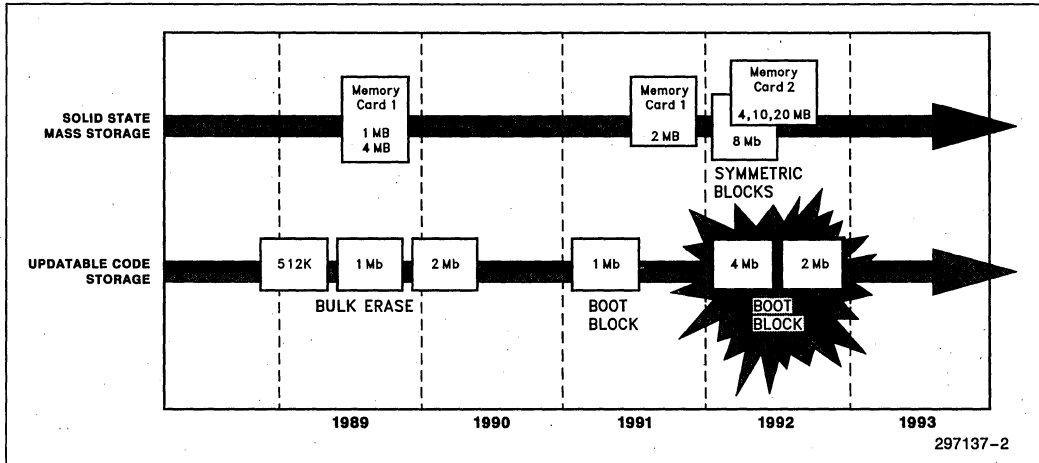 SOLID STATE
MASS STORAGE
Memory
Card 1
1 MB
4 MB
Memory
Card 1
2 MB
Memory
Card 2
4,10,20 MB
8 Mb
SYMMETRIC
BLOCKS
UPDATABLE CODE
STORAGE
512K
1 Mb
2 Mb
BULK ERASE
1 Mb
BOOT
BLOCK
4 Mb
2 Mb
BOOT
BLOCK
1989
1990
1991
1992
1993
297137-2